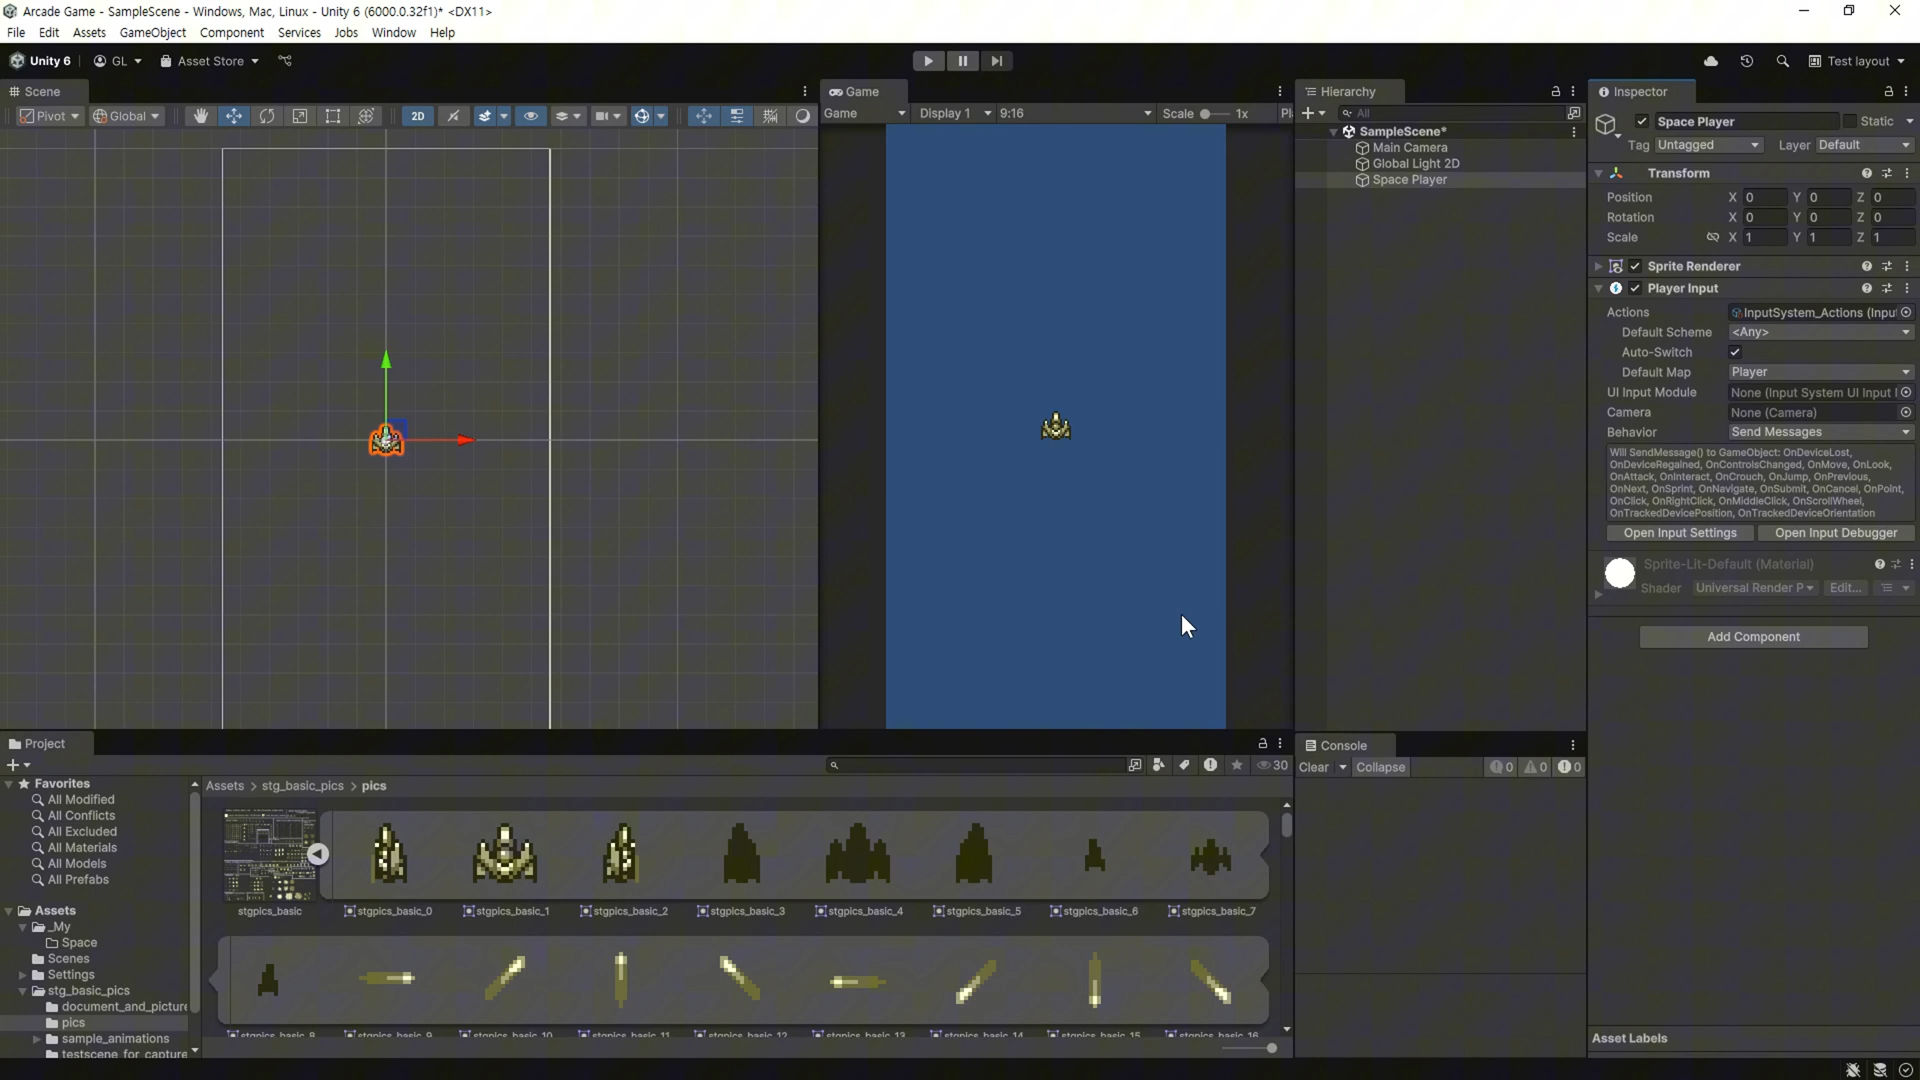 Arcade Game - SampleScene - Windows, Mac, Linux - Unity 6 (6000.0.32f1)* <DX11>
File Edit Assets GameObject Component Services Jobs Window Help
Unity 6 GL Asset Store Test layout
Scene
Pivot Global 2D
Game
Game Display 1 9:16 Scale 1x Pl
Hierarchy
All
SampleScene*
Main Camera
Global Light 2D
Space Player
Inspector
Space Player Static
Tag Untagged Layer Default
Transform
Position X 0 Y 0 Z 0
Rotation X 0 Y 0 Z 0
Scale X 1 Y 1 Z 1
Sprite Renderer
Player Input
Actions InputSystem_Actions (Input
Default Scheme <Any>
Auto-Switch
Default Map Player
UI Input Module None (Input System UI Input
Camera None (Camera)
Behavior Send Messages
Will SendMessage() to GameObject: OnDeviceLost,
OnDeviceRegained, OnControlsChanged, OnMove, OnLook,
OnAttack, OnInteract, OnCrouch, OnJump, OnPrevious,
OnNext, OnSprint, OnNavigate, OnSubmit, OnCancel, OnPoint,
OnClick, OnRightClick, OnMiddleClick, OnScrollWheel,
OnTrackedDevicePosition, OnTrackedDeviceOrientation
Open Input Settings Open Input Debugger
Sprite-Lit-Default (Material)
Shader Universal Render P Edit...
Add Component
Asset Labels
Project
30
Favorites
All Modified
All Conflicts
All Excluded
All Materials
All Models
All Prefabs
Assets
_My
Space
Scenes
Settings
stg_basic_pics
document_and_picture
pics
sample_animations
testscene_for_capture
Assets > stg_basic_pics > pics
stgpics_basic stgpics_basic_0 stgpics_basic_1 stgpics_basic_2 stgpics_basic_3 stgpics_basic_4 stgpics_basic_5 stgpics_basic_6 stgpics_basic_7
stgpics_basic_8 stgpics_basic_9 stgpics_basic_10 stgpics_basic_11 stgpics_basic_12 stgpics_basic_13 stgpics_basic_14 stgpics_basic_15 stgpics_basic_16
Console
Clear Collapse 0 0 0